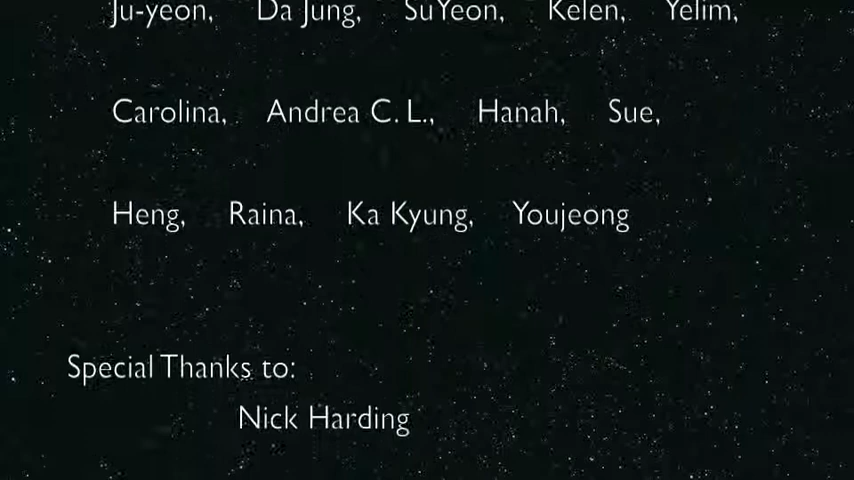 Ju-yeon, Da Jung, SuYeon, Kelen, Yelim,
Carolina, Andrea C. L., Hanah, Sue,
Heng, Raina, Ka Kyung, Youjeong
Special Thanks to:
Nick Harding